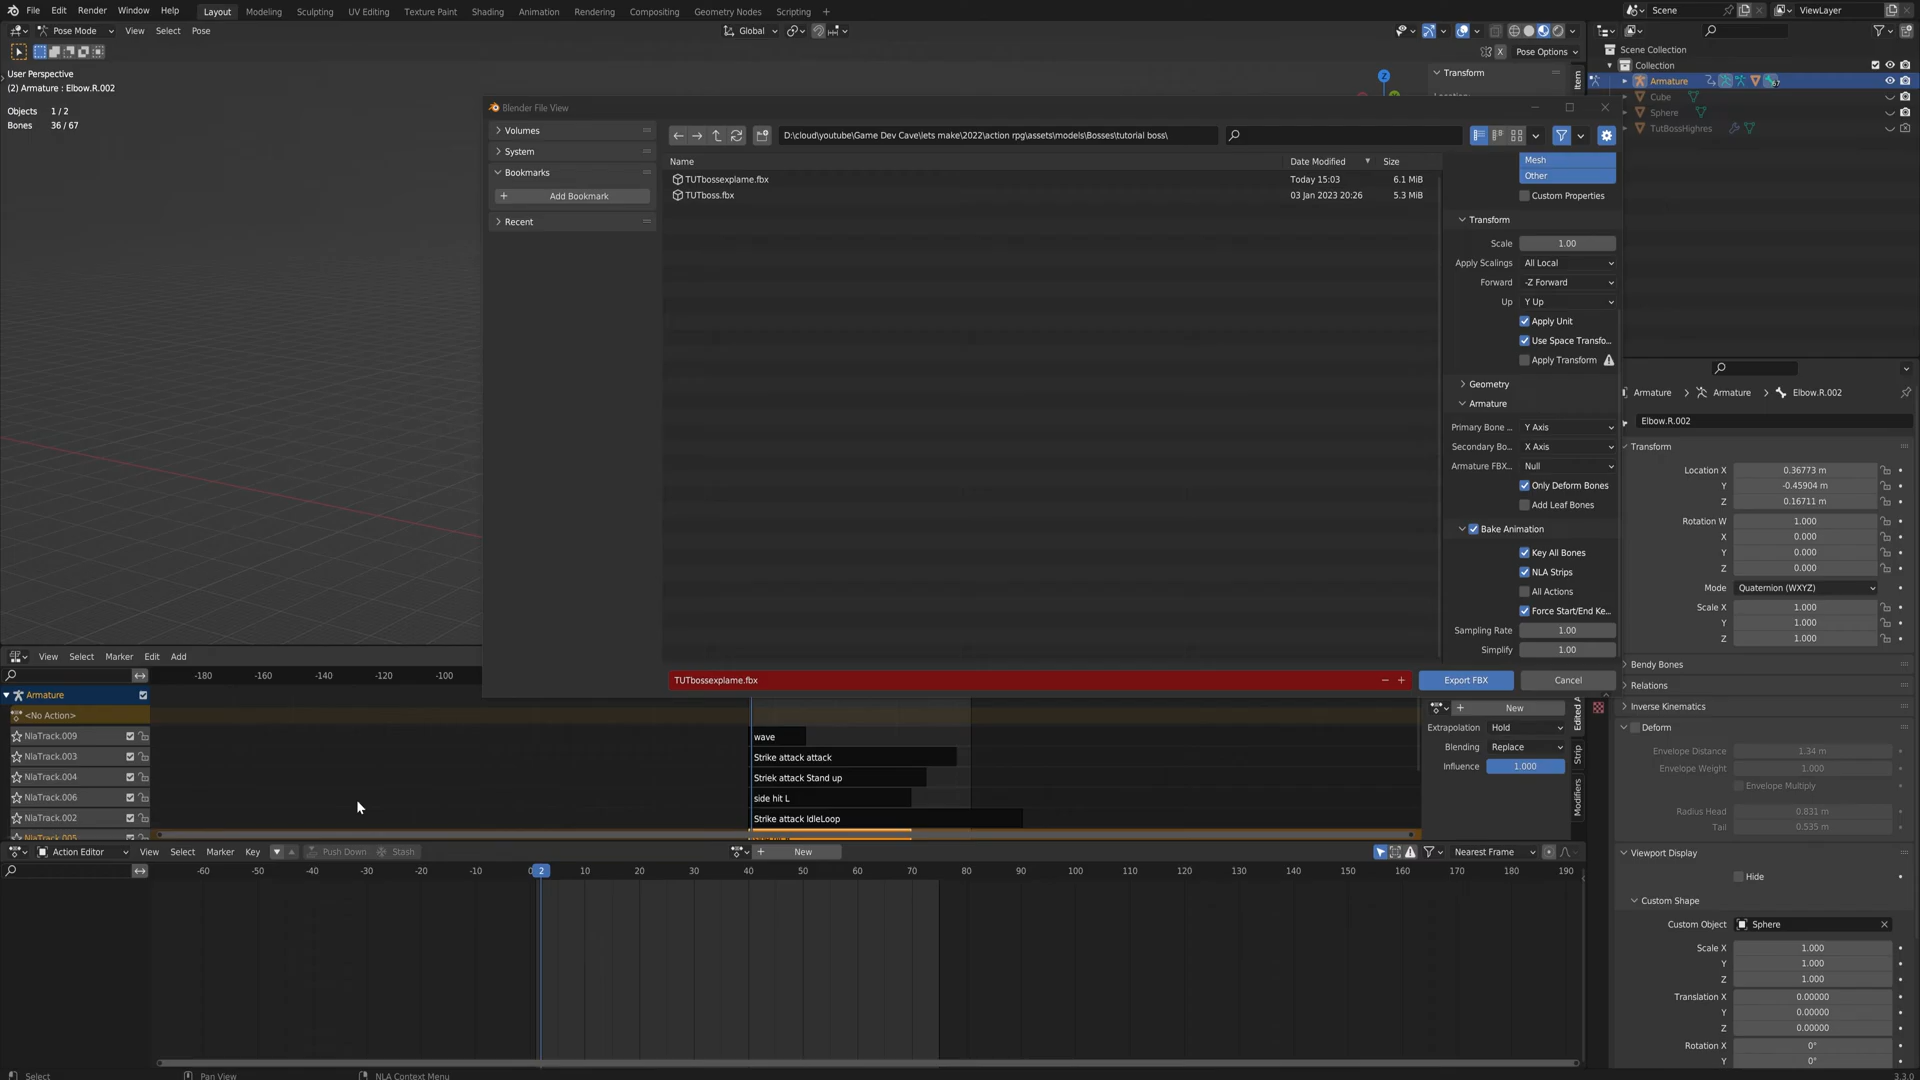 File Edit Render Window Help Layout Modeling Sculpting UV Editing Texture Paint Shading Animation Rendering Compositing Geometry Nodes Scripting + Scene ViewLayer
Pose Mode View Select Pose Global
Pose Options
User Perspective
(2) Armature : Elbow.R.002
Objects 1 / 2
Bones 36 / 67
Transform
Item
Z
Scene Collection
Collection
Armature
Cube
Sphere
TutBossHighres
Blender File View
Volumes
System
Bookmarks
Add Bookmark
Recent
D:\cloud\youtube\Game Dev Cave\lets make\2022\action rpg\assets\models\Bosses\tutorial boss\
Name Date Modified Size
TUTbossexplame.fbx Today 15:03 6.1 MiB
TUTboss.fbx 03 Jan 2023 20:26 5.3 MiB
Mesh
Other
Custom Properties
Transform
Scale 1.00
Apply Scalings All Local
Forward -Z Forward
Up Y Up
Apply Unit
Use Space Transfo...
Apply Transform
Geometry
Armature
Primary Bone ... Y Axis
Secondary Bo... X Axis
Armature FBX... Null
Only Deform Bones
Add Leaf Bones
Bake Animation
Key All Bones
NLA Strips
All Actions
Force Start/End Ke...
Sampling Rate 1.00
Simplify 1.00
TUTbossexplame.fbx
Export FBX Cancel
Armature Armature Elbow.R.002
Elbow.R.002
Transform
Location X 0.36773 m
Y -0.45904 m
Z 0.16711 m
Rotation W 1.000
X 0.000
Y 0.000
Z 0.000
Mode Quaternion (WXYZ)
Scale X 1.000
Y 1.000
Z 1.000
Bendy Bones
Relations
Inverse Kinematics
Deform
Envelope Distance 1.34 m
Envelope Weight 1.000
Envelope Multiply
Radius Head 0.831 m
Tail 0.535 m
Viewport Display
Hide
Custom Shape
Custom Object Sphere
Scale X 1.000
Y 1.000
Z 1.000
Translation X 0.00000
Y 0.00000
Z 0.00000
Rotation X 0°
Y 0°
View Select Marker Edit Add
-180 -160 -140 -120 -100
Armature
<No Action>
NlaTrack.009 wave
NlaTrack.003 Strike attack attack
NlaTrack.004 Striek attack Stand up
NlaTrack.006 side hit L
NlaTrack.002 Strike attack IdleLoop
NlaTrack.005
New
Extrapolation Hold
Blending Replace
Influence 1.000
Strip
Modifiers
Action Editor View Select Marker Key Push Down Stash New Nearest Frame
-60 -50 -40 -30 -20 -10 0 2 10 20 30 40 50 60 70 80 90 100 110 120 130 140 150 160 170 180 190
Select Pan View NLA Context Menu 3.3.0